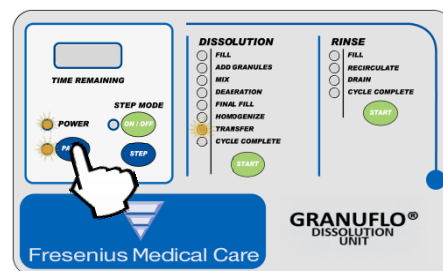 TIME REMAINING
STEP MODE
POWER
ON / OFF
STEP
DISSOLUTION
FILL
ADD GRANULES
MIX
DEAERATION
FINAL FILL
HOMOGENIZE
TRANSFER
CYCLE COMPLETE
START
RINSE
FILL
RECIRCULATE
DRAIN
CYCLE COMPLETE
START
Fresenius Medical Care
GRANUFLO®
DISSOLUTION
UNIT